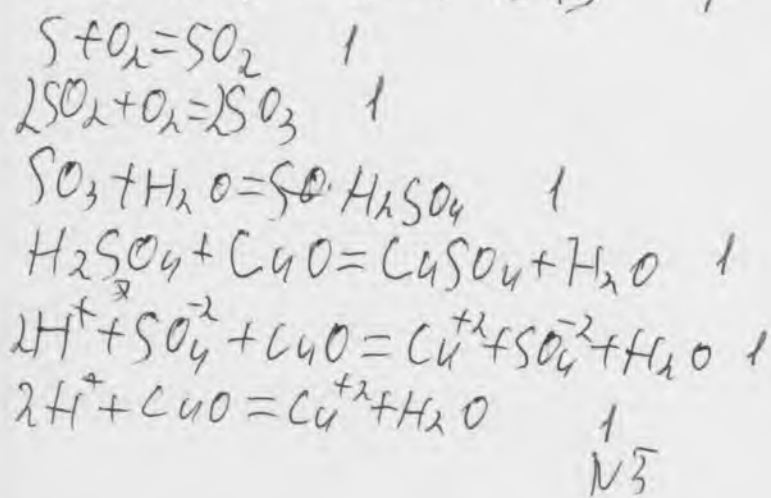 S+O₂=SO₂ 1
2SO₂+O₂=2SO₃ 1
SO₃+H₂O=H₂SO₄ 1
H₂SO₄+CuO=CuSO₄+H₂O 1
2H⁺+SO₄⁻²+CuO=Cu⁺²+SO₄⁻²+H₂O 1
2H⁺+CuO=Cu⁺²+H₂O 1